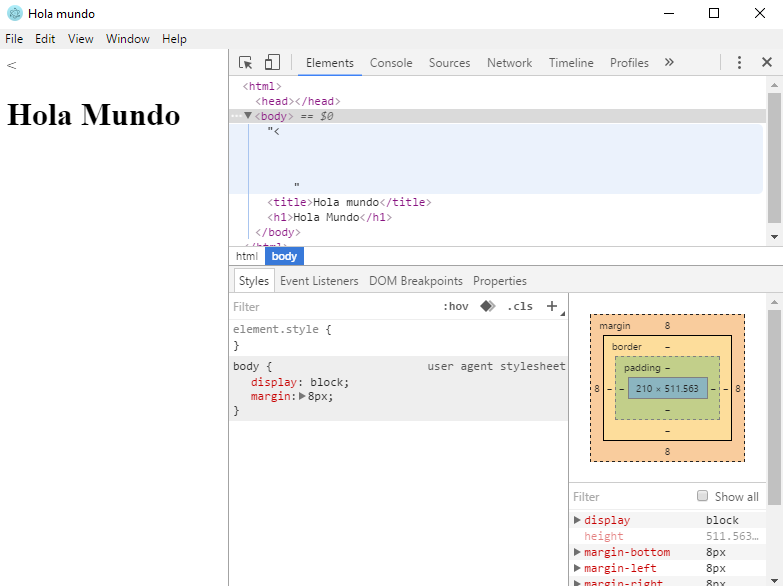 Hola mundo
File Edit View Window Help
<
Hola Mundo
Elements Console Sources Network Timeline Profiles »
<html>
<head></head>
… ▼<body> == $0
"<
"
<title>Hola mundo</title>
<h1>Hola Mundo</h1>
</body>
</html>
html body
Styles Event Listeners DOM Breakpoints Properties
Filter :hov .cls +
element.style {
}
body { user agent stylesheet
display: block;
margin:▶8px;
}
margin 8
border –
padding –
8 – – 210 × 511.563 – – 8
–
–
8
Filter Show all
▶ display block
height 511.563…
▶ margin-bottom 8px
▶ margin-left 8px
▶ margin-right 8px